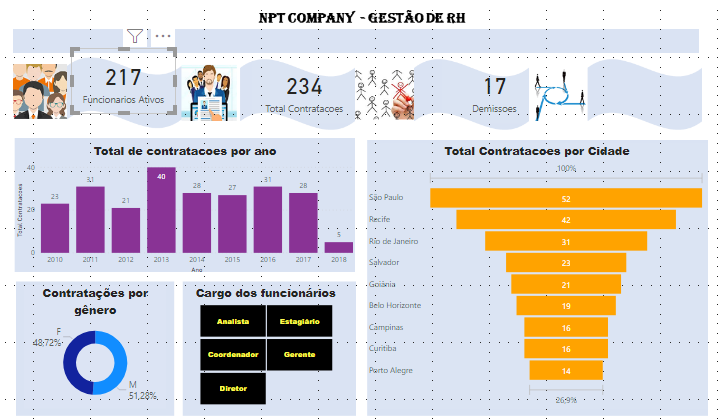 NPT COMPANY - GESTÃO DE RH
217
Funcionarios Ativos
234
Total Contratacoes
17
Demissoes
Total de contratacoes por ano
Total Contratacoes
40
20
0
23
31
21
40
28
27
31
28
5
2010
2011
2012
2013
2014
2015
2016
2017
2018
Ano
Total Contratacoes por Cidade
100%
São Paulo 52
Recife 42
Rio de Janeiro 31
Salvador 23
Goiânia 21
Belo Horizonte 19
Campinas 16
Curitiba 16
Porto Alegre 14
26,9%
Contratações por
gênero
F
48,72%
M
51,28%
Cargo dos funcionários
Analista
Estagiário
Coordenador
Gerente
Diretor